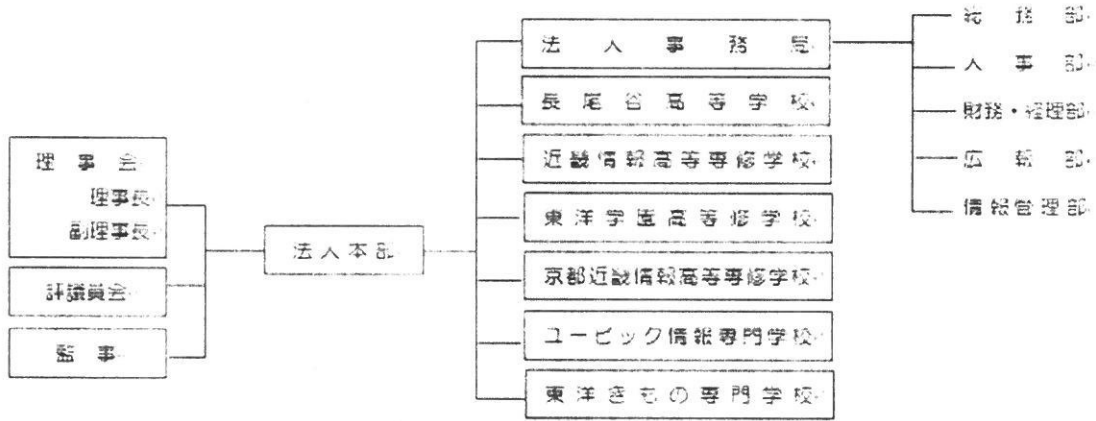 理事会
理事長
副理事長
評議員会
監事
法人本部
法人事務局
長尾谷高等学校
近畿情報高等専修学校
東洋学園高等修学校
京都近畿情報高等専修学校
ユービック情報専門学校
東洋きもの専門学校
総務部
人事部
財務・経理部
広報部
情報管理部